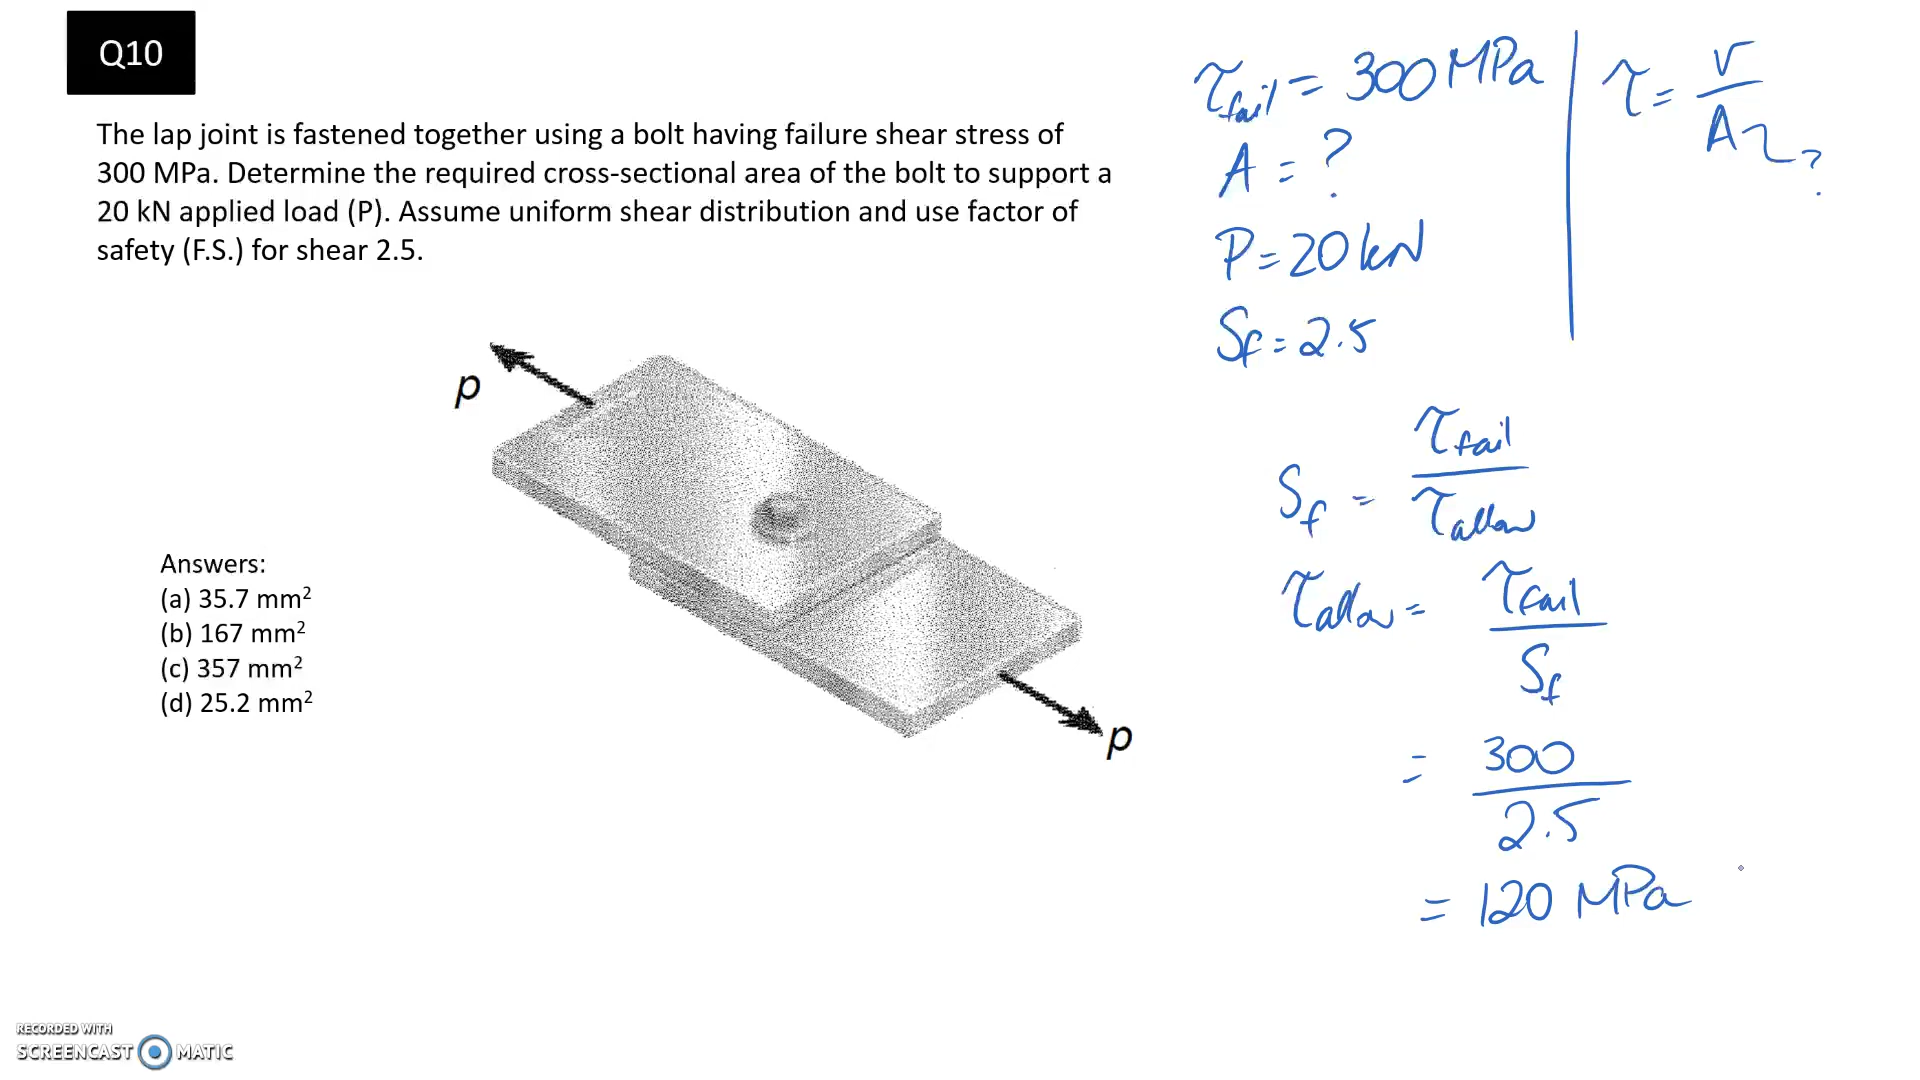 Q10
The lap joint is fastened together using a bolt having failure shear stress of
300 MPa. Determine the required cross-sectional area of the bolt to support a
20 kN applied load (P). Assume uniform shear distribution and use factor of
safety (F.S.) for shear 2.5.
p
p
Answers:
(a) 35.7 mm²
(b) 167 mm²
(c) 357 mm²
(d) 25.2 mm²
τfail = 300 MPa
A = ?
P = 20 kN
Sf = 2.5
τ = V
A ?
τfail
Sf =
τallow
τallow = τfail
Sf
= 300
2.5
= 120 MPa
RECORDED WITH
SCREENCAST MATIC